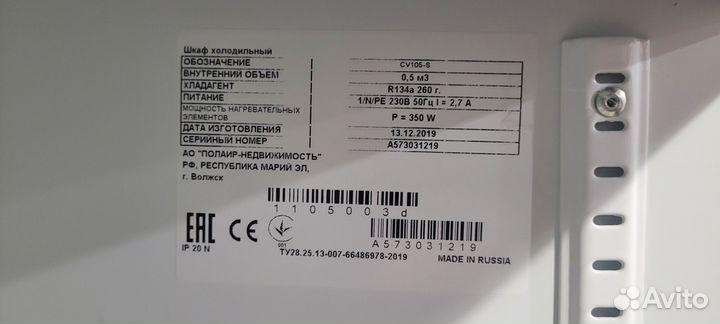 Шкаф холодильный
ОБОЗНАЧЕНИЕ CV105-S
ВНУТРЕННИЙ ОБЪЕМ 0,5 м3
ХЛАДАГЕНТ R134a 260 г.
ПИТАНИЕ 1/N/PE 230В 50Гц I = 2,7 А
МОЩНОСТЬ НАГРЕВАТЕЛЬНЫХ ЭЛЕМЕНТОВ P = 350 W
ДАТА ИЗГОТОВЛЕНИЯ 13.12.2019
СЕРИЙНЫЙ НОМЕР A573031219
АО "ПОЛАИР-НЕДВИЖИМОСТЬ"
РФ, РЕСПУБЛИКА МАРИЙ ЭЛ,
г. Волжск
1105003d
EAC CE
001
A573031219
IP 20 N
ТУ28.25.13-007-66486978-2019 MADE IN RUSSIA
Avito